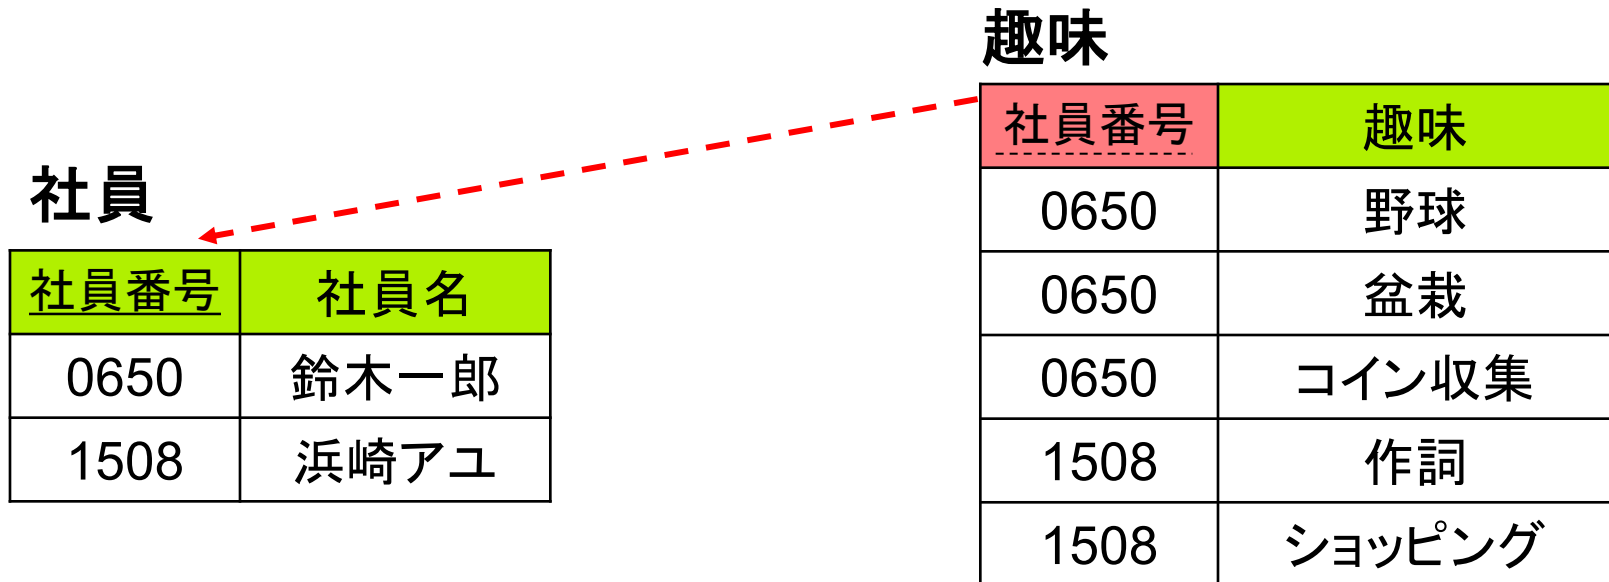 社員
社員番号 社員名
0650 鈴木一郎
1508 浜崎アユ
趣味
社員番号 趣味
0650 野球
0650 盆栽
0650 コイン収集
1508 作詞
1508 ショッピング